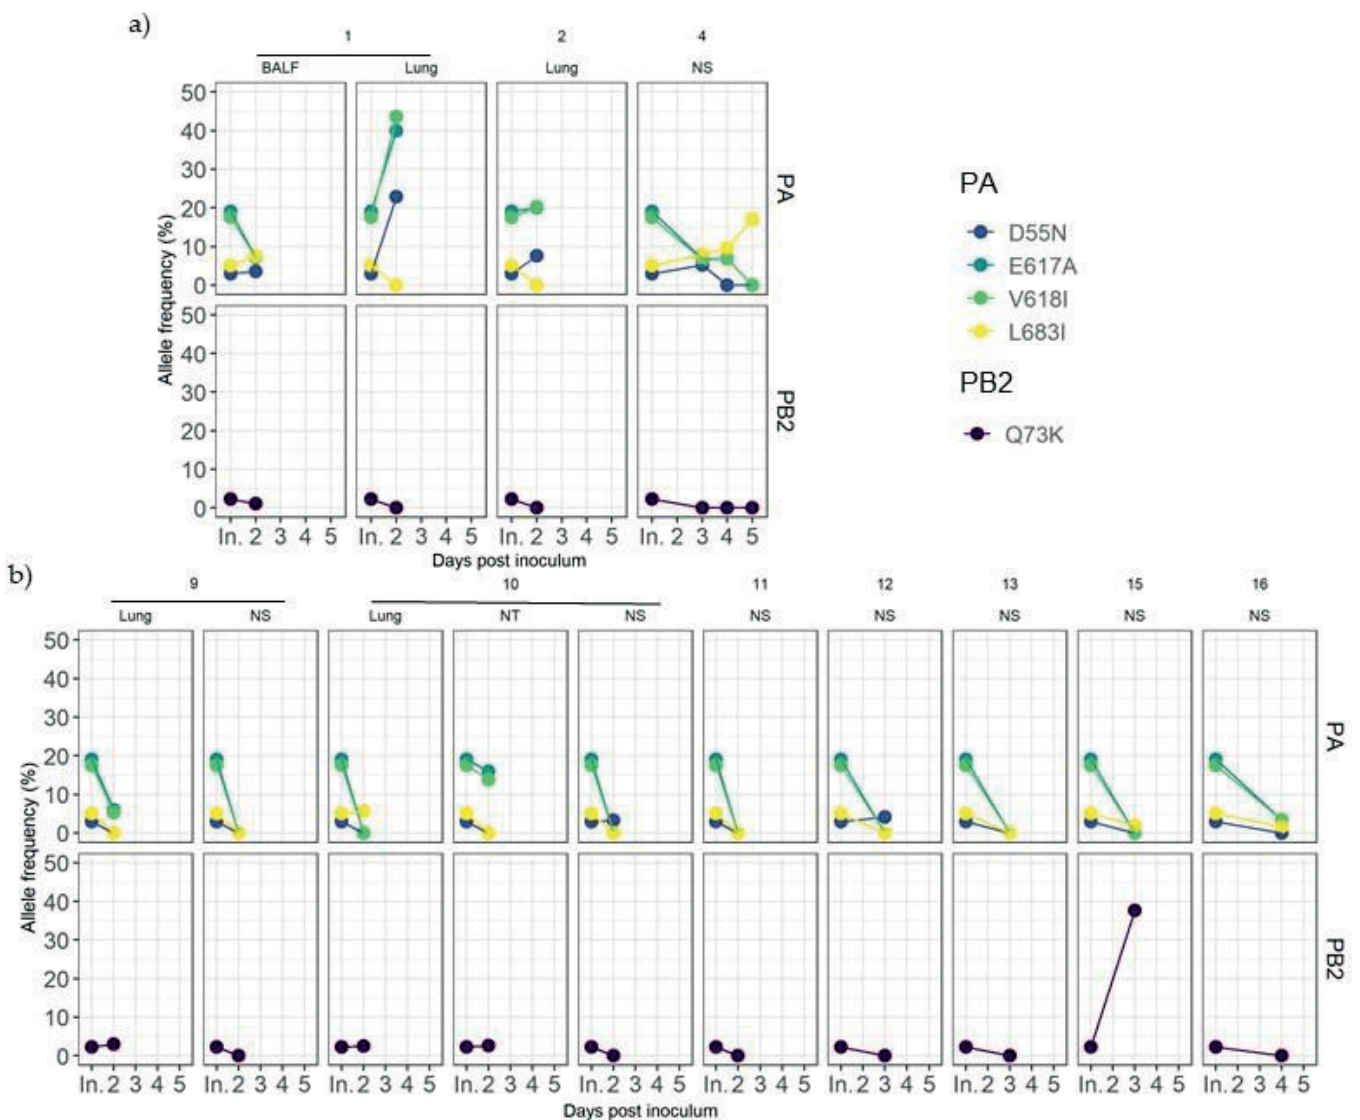 a)
1 2 4
BALF Lung Lung NS
Allele frequency (%)
50
40
30
20
10
0
PA
50
40
30
20
10
0
PB2
In. 2 3 4 5 In. 2 3 4 5 In. 2 3 4 5 In. 2 3 4 5
Days post inoculum
PA
D55N
E617A
V618I
L683I
PB2
Q73K
b)
9 10 11 12 13 15 16
Lung NS Lung NT NS NS NS NS NS NS
Allele frequency (%)
50
40
30
20
10
0
PA
50
40
30
20
10
0
PB2
In. 2 3 4 5 In. 2 3 4 5 In. 2 3 4 5 In. 2 3 4 5 In. 2 3 4 5 In. 2 3 4 5 In. 2 3 4 5 In. 2 3 4 5 In. 2 3 4 5 In. 2 3 4 5
Days post inoculum